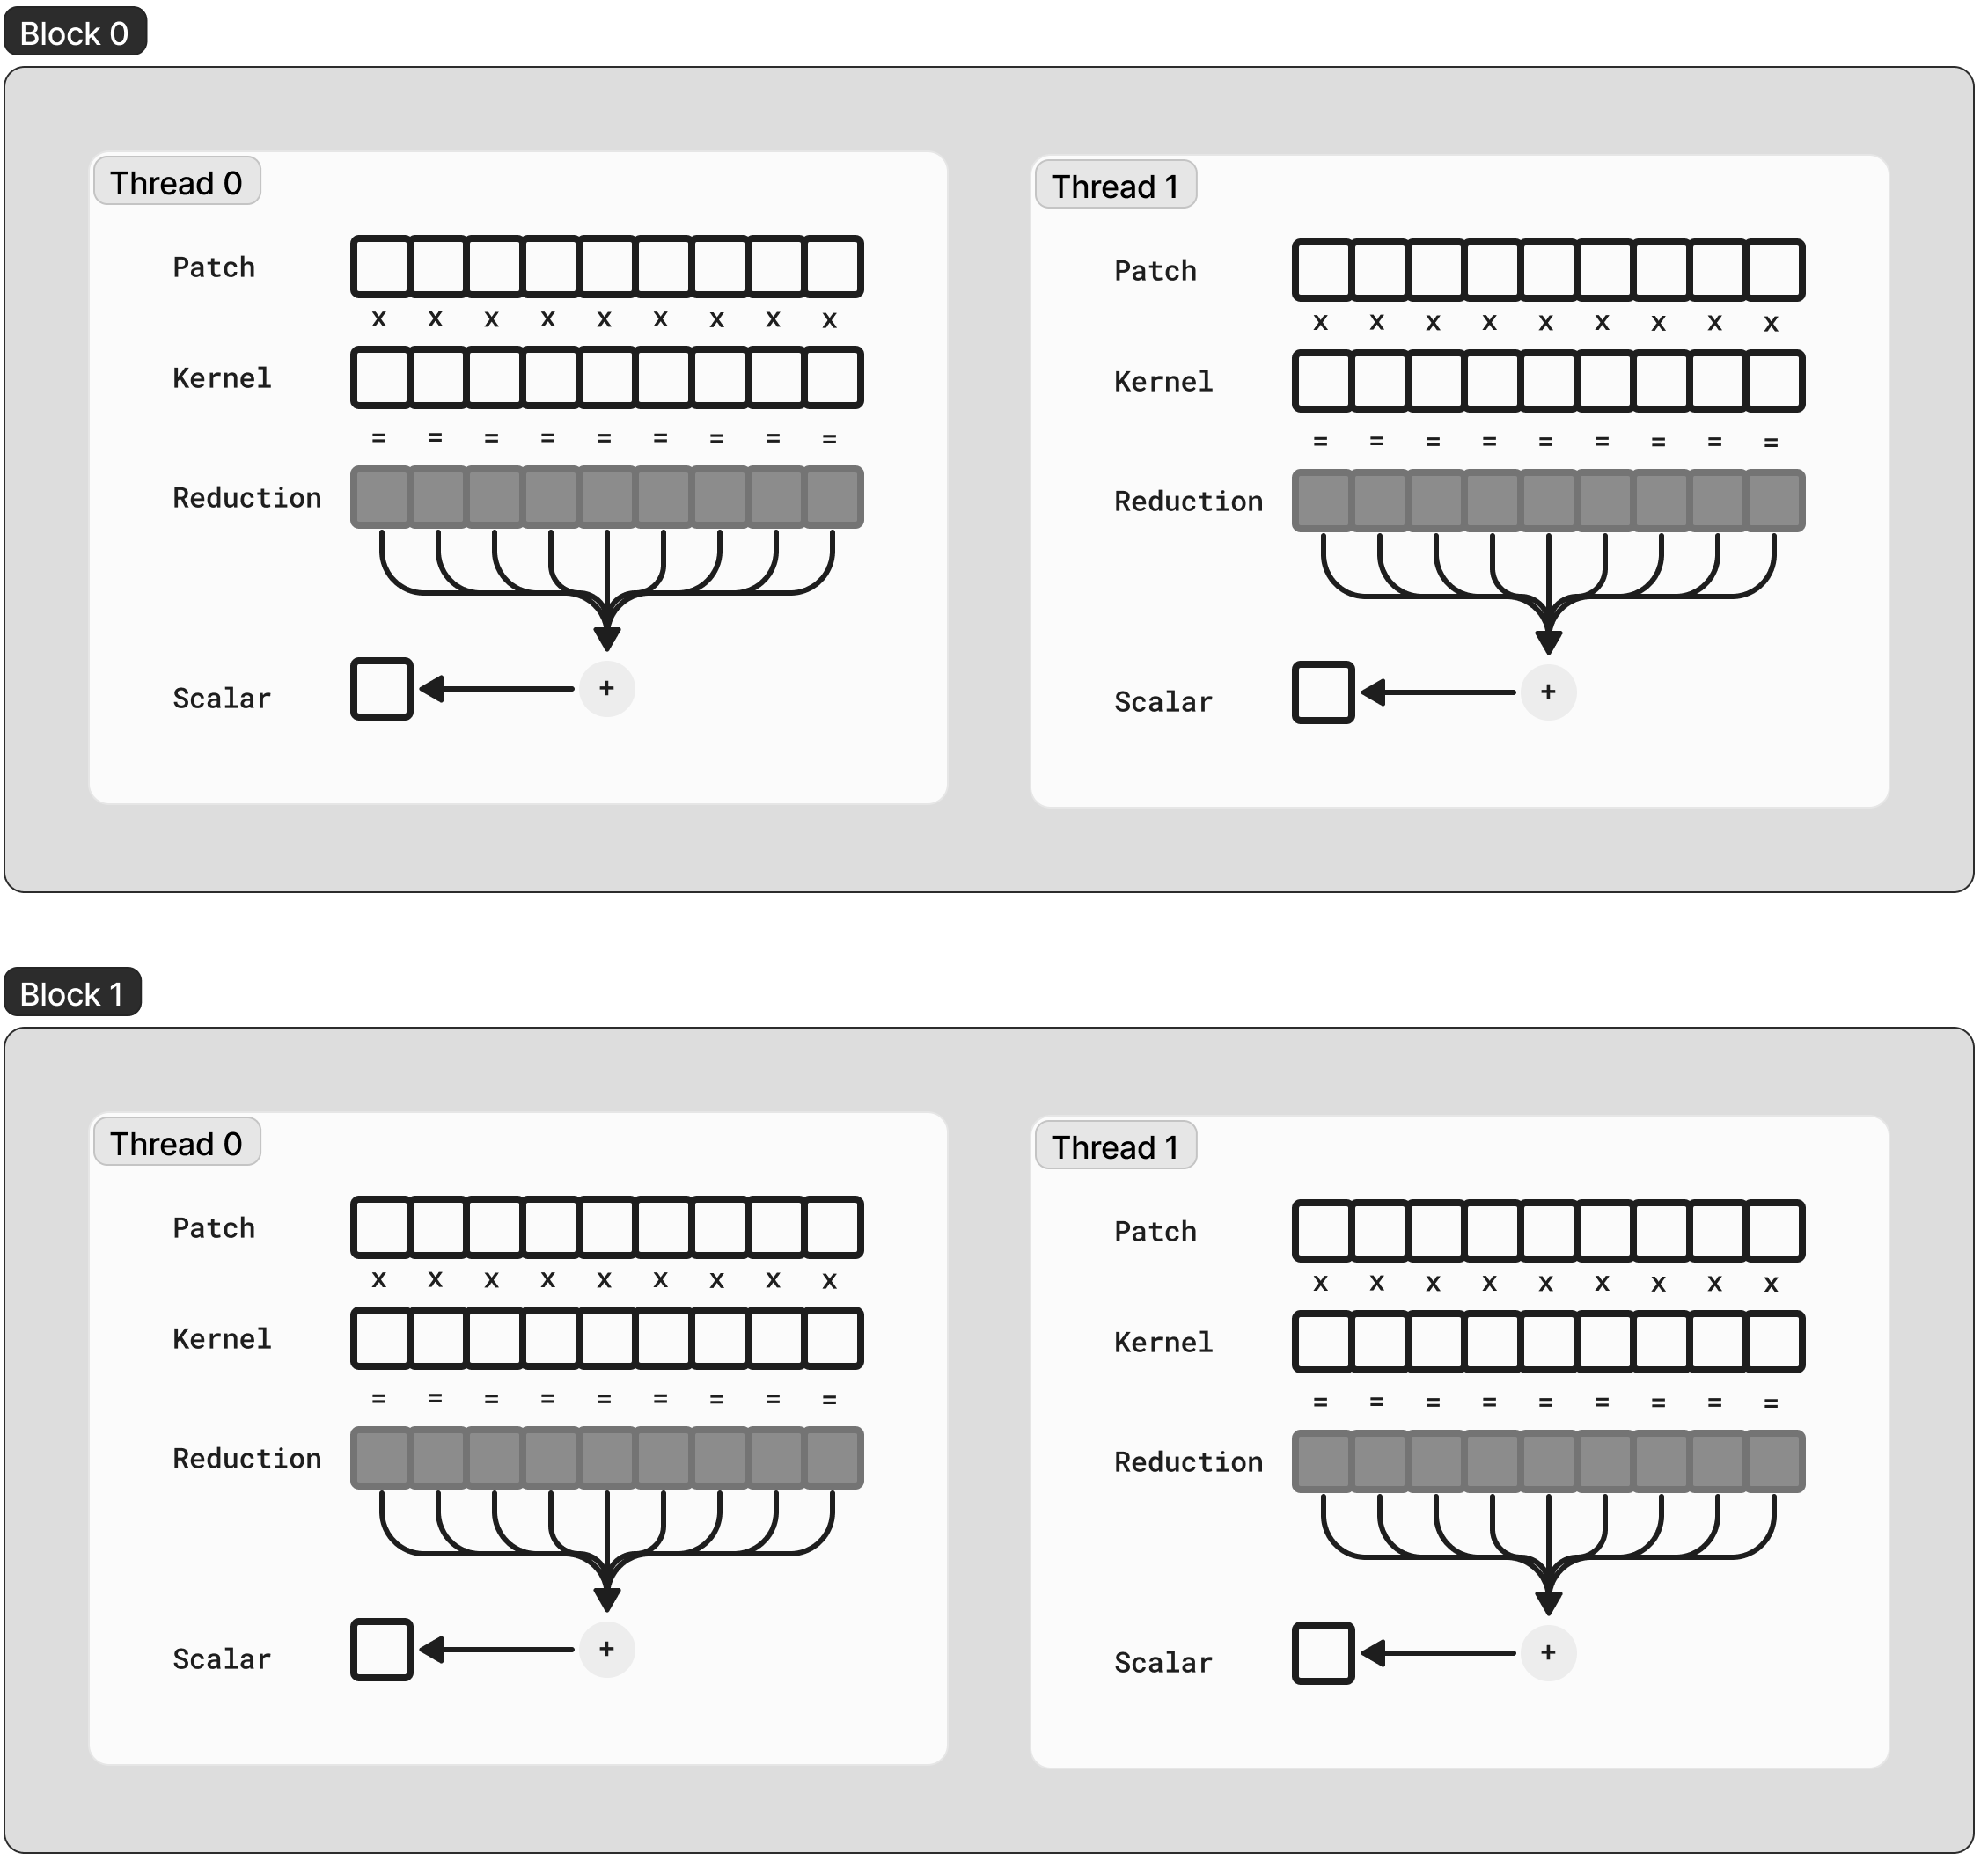 Block 0
Thread 0
Patch
x x x x x x x x x
Kernel
= = = = = = = = =
Reduction
+
Scalar
Thread 1
Patch
x x x x x x x x x
Kernel
= = = = = = = = =
Reduction
+
Scalar
Block 1
Thread 0
Patch
x x x x x x x x x
Kernel
= = = = = = = = =
Reduction
+
Scalar
Thread 1
Patch
x x x x x x x x x
Kernel
= = = = = = = = =
Reduction
+
Scalar